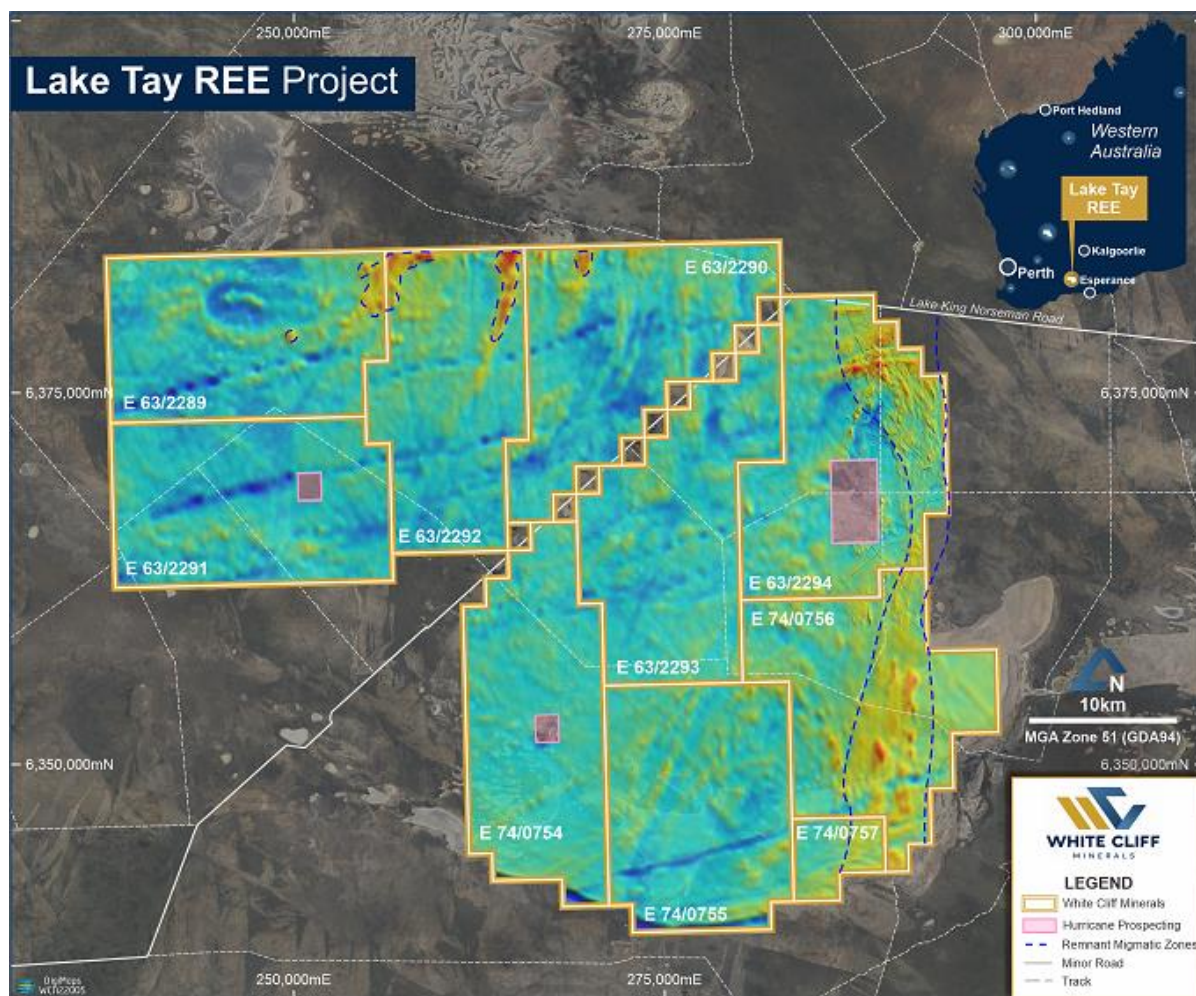 250,000mE
275,000mE
300,000mE
Lake Tay REE Project
Port Hedland
Western
Australia
Lake Tay
REE
Kalgoorlie
Perth
Esperance
E 63/2290
Lake King Norseman Road
6,375,000mN
6,375,000mN
E 63/2289
E 63/2292
E 63/2291
E 63/2294
E 74/0756
E 63/2293
N
10km
MGA Zone 51 (GDA94)
6,350,000mN
6,350,000mN
E 74/0754
E 74/0757
E 74/0755
WHITE CLIFF
MINERALS
LEGEND
White Cliff Minerals
Hurricane Prospecting
Remnant Migmatic Zones
Minor Road
Track
250,000mE
275,000mE
DigMaps